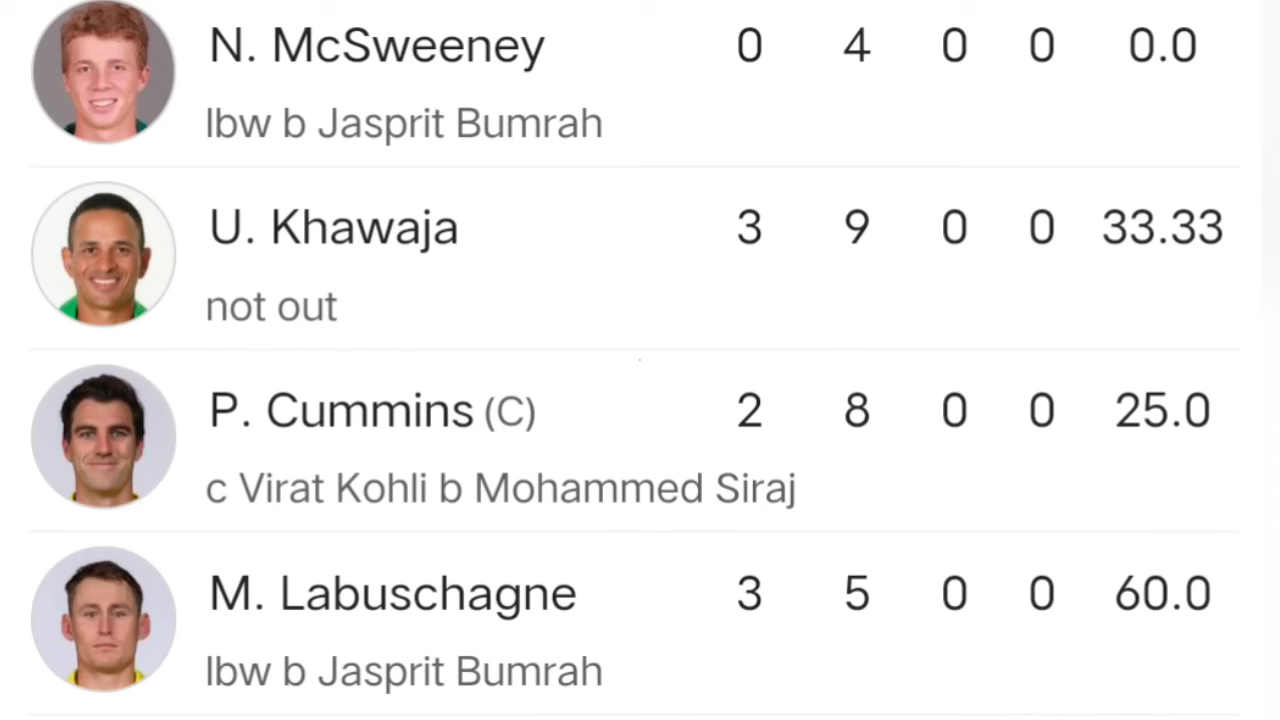 N. McSweeney 0 4 0 0 0.0
lbw b Jasprit Bumrah
U. Khawaja 3 9 0 0 33.33
not out
P. Cummins (C) 2 8 0 0 25.0
c Virat Kohli b Mohammed Siraj
M. Labuschagne 3 5 0 0 60.0
lbw b Jasprit Bumrah